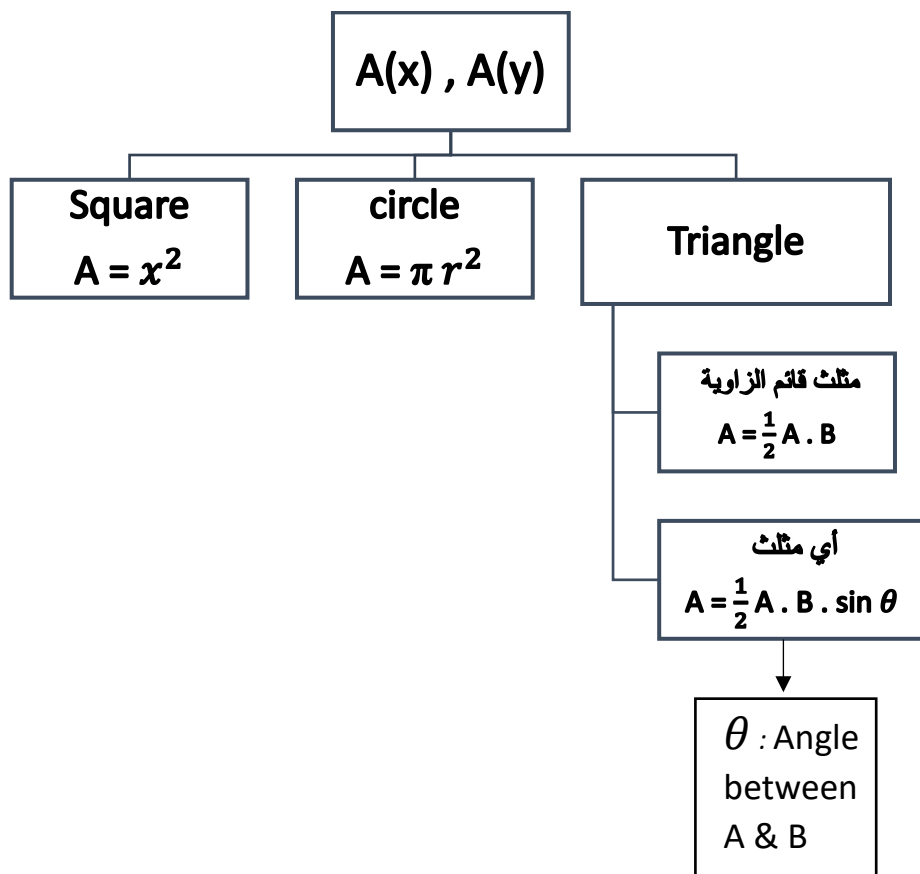 A(x) , A(y)
Square
A = x²
circle
A = π r²
Triangle
مثلث قائم الزاوية
A = 1/2 A . B
أي مثلث
A = 1/2 A . B . sin θ
θ : Angle
between
A & B